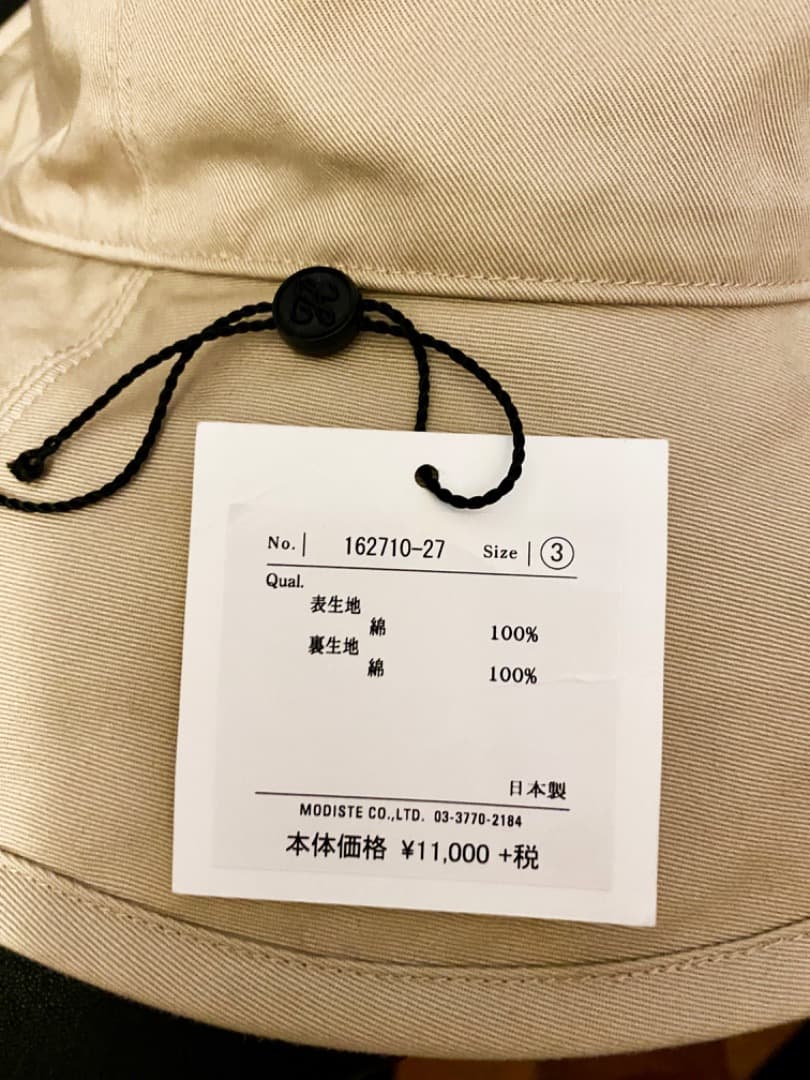 No. 162710-27 Size ③
Qual.
表生地
綿 100%
裏生地
綿 100%
日本製
MODISTE CO.,LTD. 03-3770-2184
本体価格 ¥11,000 +税